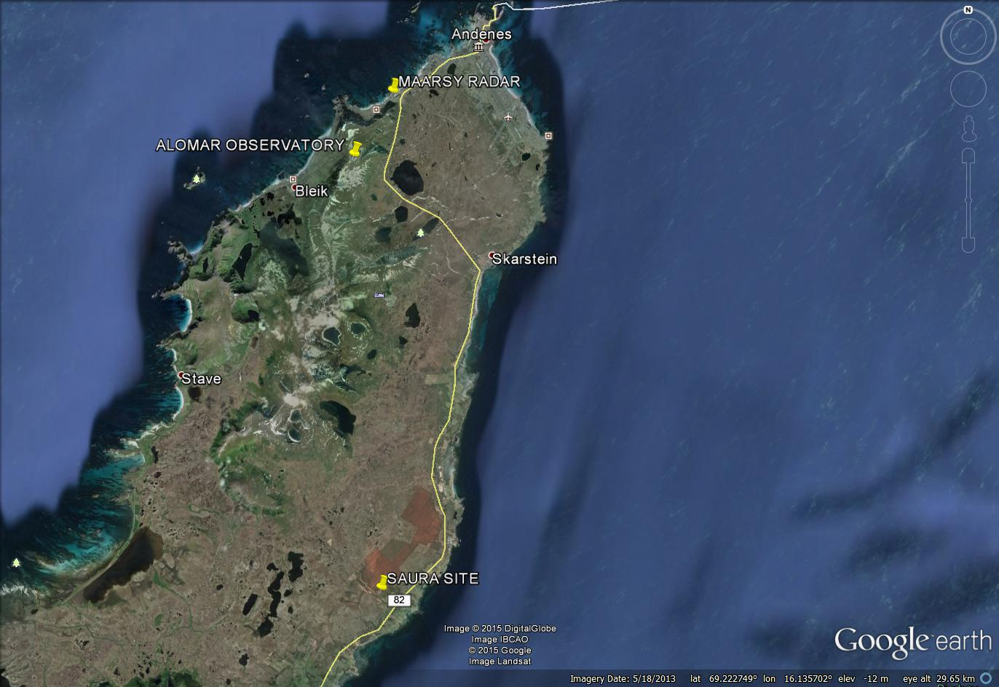 N
Andenes
MAARSY RADAR
ALOMAR OBSERVATORY
Bleik
Skarstein
Stave
SAURA SITE
82
Image © 2015 DigitalGlobe
Image IBCAO
© 2015 Google
Image Landsat
Google earth
Imagery Date: 5/18/2013 lat 69.222749° lon 16.135702° elev -12 m eye alt 29.65 km